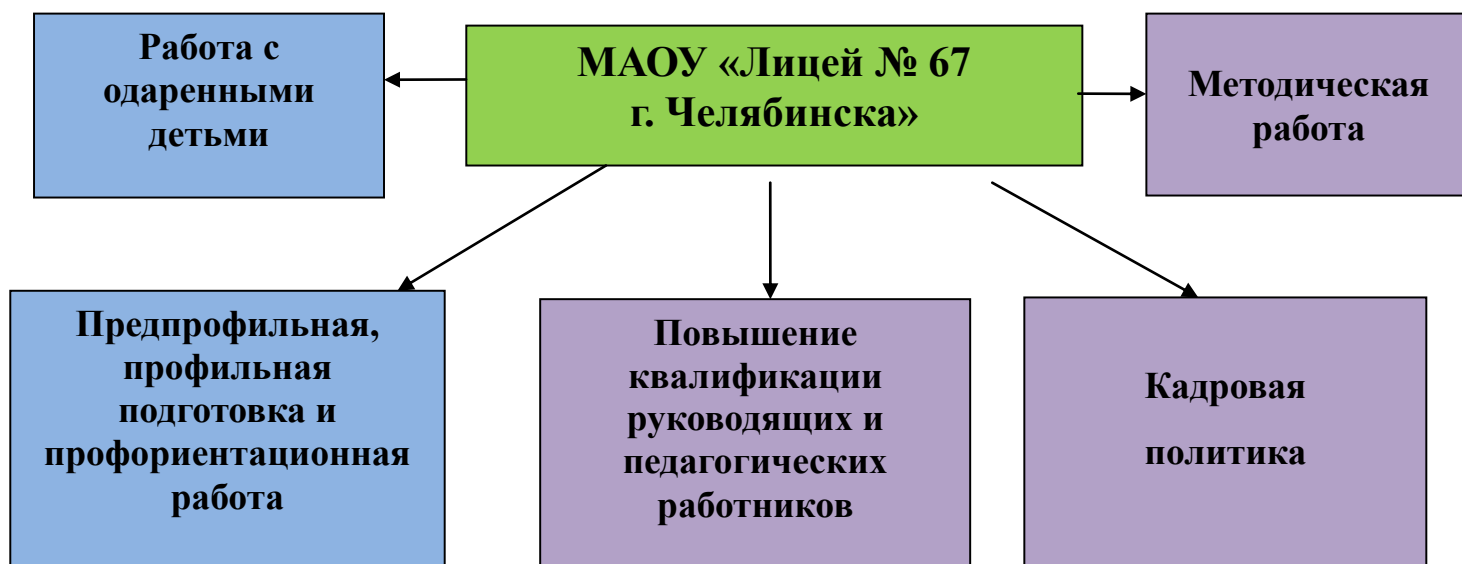 Работа с
одаренными
детьми
МАОУ «Лицей № 67
г. Челябинска»
Методическая
работа
Предпрофильная,
профильная
подготовка и
профориентационная
работа
Повышение
квалификации
руководящих и
педагогических
работников
Кадровая
политика